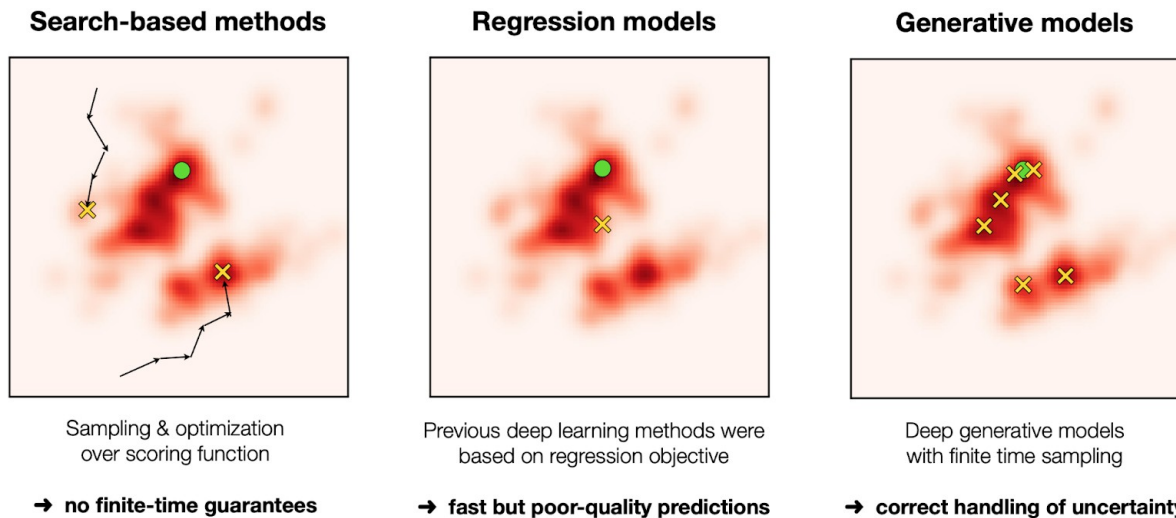 Search-based methods
Regression models
Generative models
Sampling & optimization
over scoring function
Previous deep learning methods were
based on regression objective
Deep generative models
with finite time sampling
➔ no finite-time guarantees
➔ fast but poor-quality predictions
➔ correct handling of uncertainty